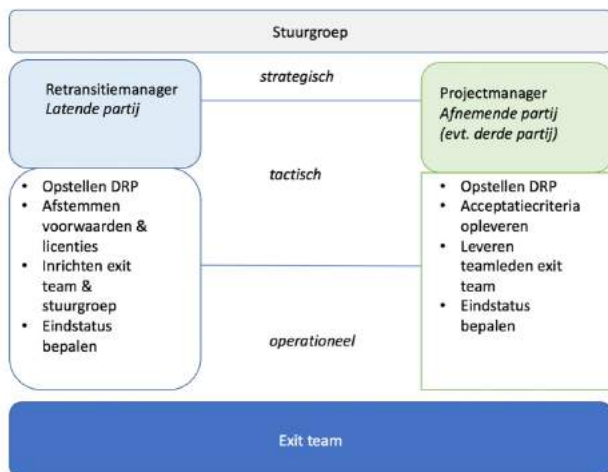 Stuurgroep
strategisch
Retransitiemanager
Latende partij
Projectmanager
Afnemende partij
(evt. derde partij)
tactisch
• Opstellen DRP
• Afstemmen
voorwaarden &
licenties
• Inrichten exit
team &
stuurgroep
• Eindstatus
bepalen
• Opstellen DRP
• Acceptatiecriteria
opleveren
• Leveren
teamleden exit
team
• Eindstatus
bepalen
operationeel
Exit team